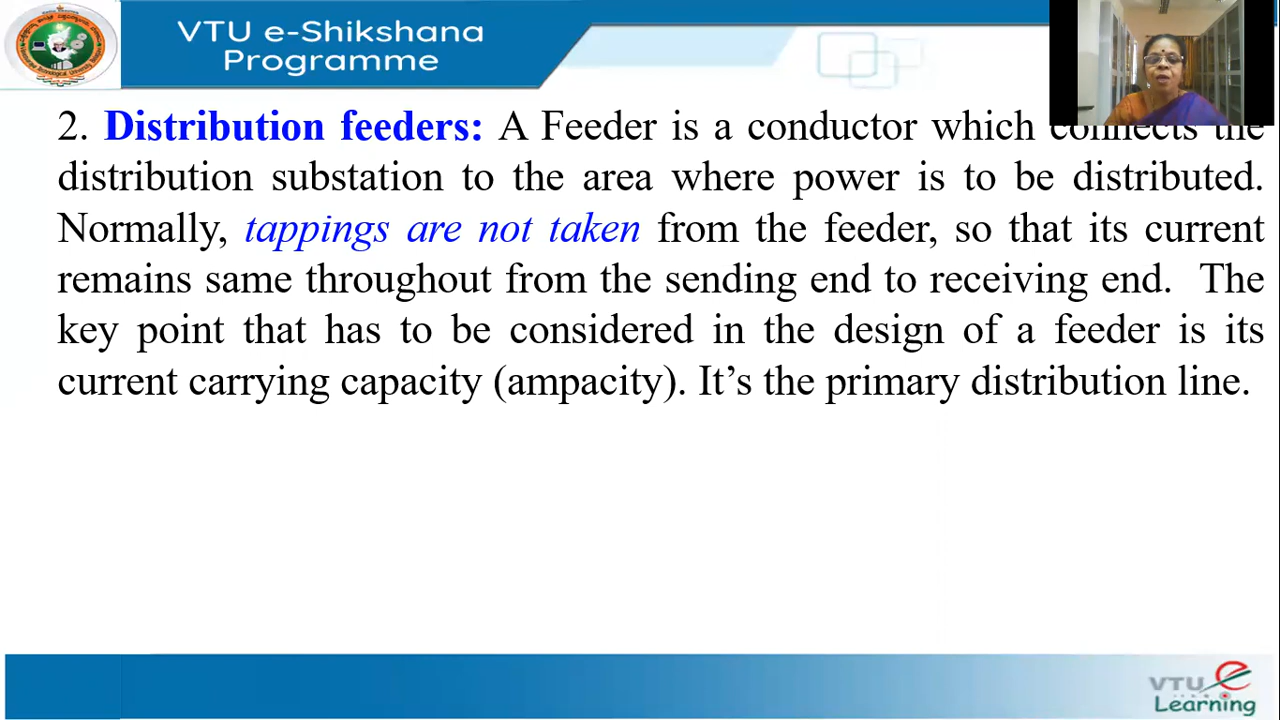 VTU e-Shikshana
Programme
2. Distribution feeders: A Feeder is a conductor which connects the
distribution substation to the area where power is to be distributed.
Normally, tappings are not taken from the feeder, so that its current
remains same throughout from the sending end to receiving end. The
key point that has to be considered in the design of a feeder is its
current carrying capacity (ampacity). It’s the primary distribution line.
VTU e
Learning